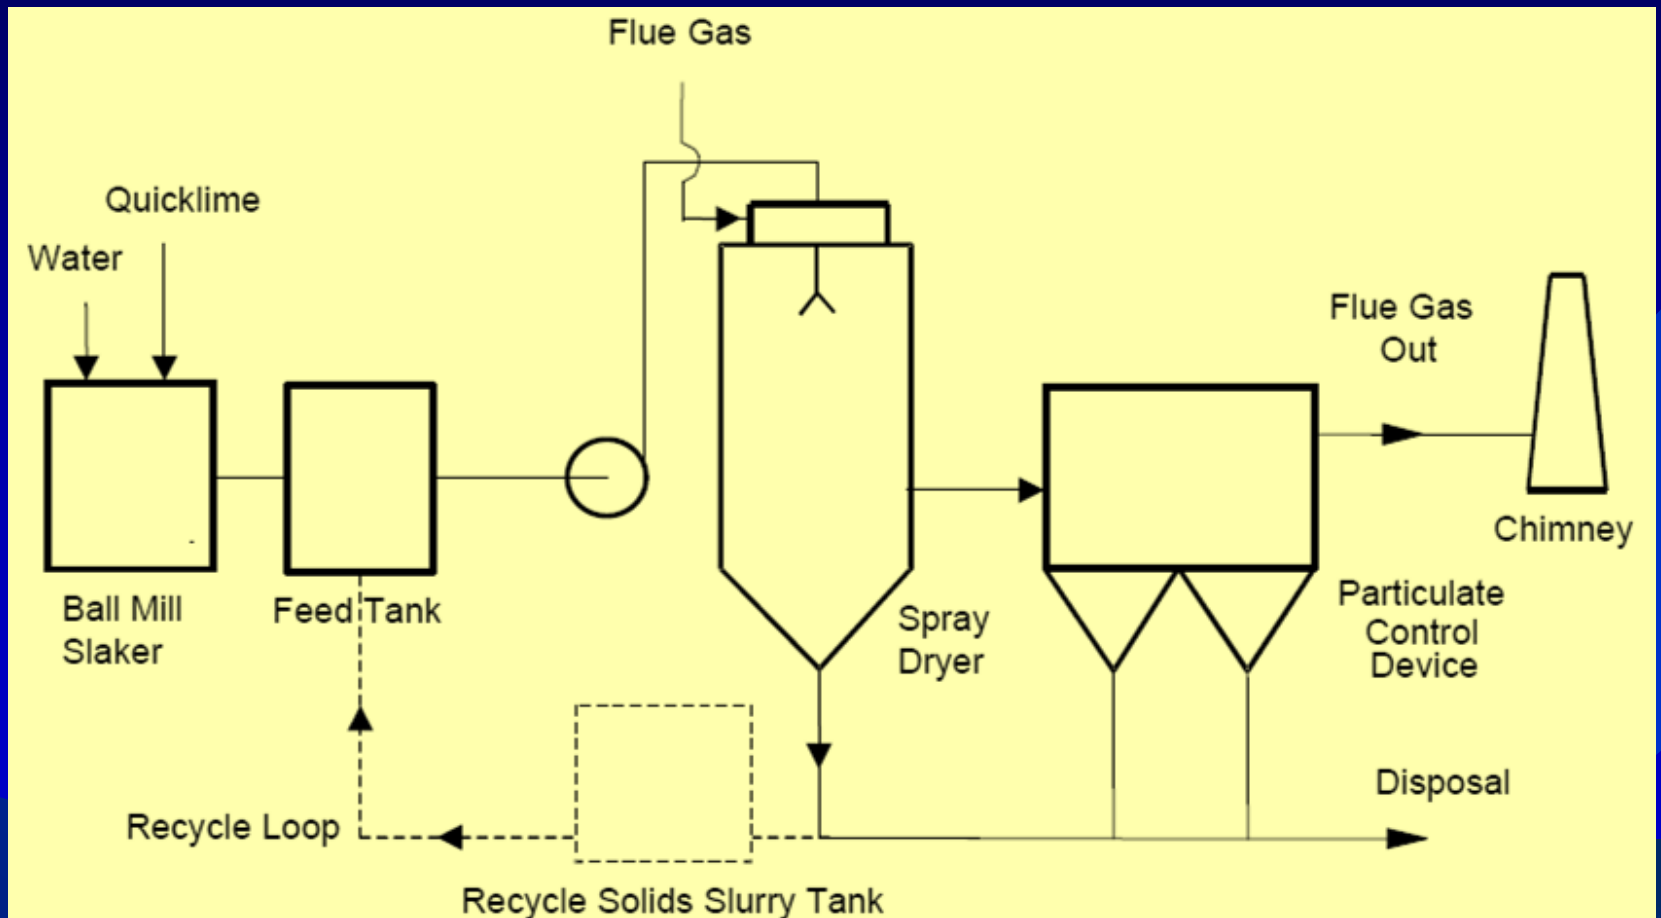 Flue Gas
Quicklime
Water
Flue Gas
Out
Chimney
Ball Mill
Slaker
Feed Tank
Spray
Dryer
Particulate
Control
Device
Disposal
Recycle Loop
Recycle Solids Slurry Tank